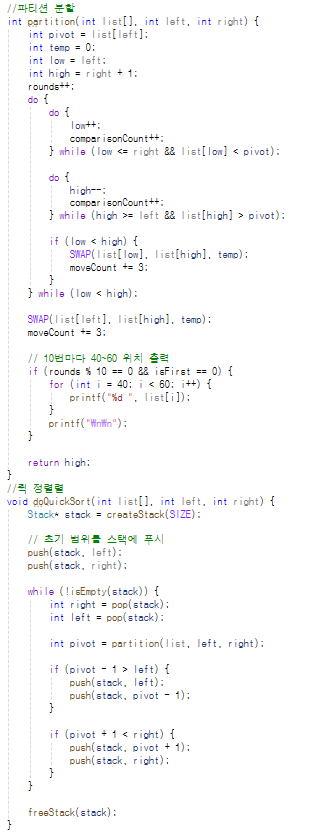 //파티션 분할
int partition(int list[], int left, int right) {
    int pivot = list[left];
    int temp = 0;
    int low = left;
    int high = right + 1;
    rounds++;
    do {
        do {
            low++;
            comparisonCount++;
        } while (low <= right && list[low] < pivot);

        do {
            high--;
            comparisonCount++;
        } while (high >= left && list[high] > pivot);

        if (low < high) {
            SWAP(list[low], list[high], temp);
            moveCount += 3;
        }
    } while (low < high);

    SWAP(list[left], list[high], temp);
    moveCount += 3;

    // 10번마다 40~60 위치 출력
    if (rounds % 10 == 0 && isFirst == 0) {
        for (int i = 40; i < 60; i++) {
            printf("%d ", list[i]);
        }
        printf("₩n₩n");
    }

    return high;
}
//퀵 정렬렬
void doQuickSort(int list[], int left, int right) {
    Stack* stack = createStack(SIZE);

    // 초기 범위를 스택에 푸시
    push(stack, left);
    push(stack, right);

    while (!isEmpty(stack)) {
        int right = pop(stack);
        int left = pop(stack);

        int pivot = partition(list, left, right);

        if (pivot - 1 > left) {
            push(stack, left);
            push(stack, pivot - 1);
        }

        if (pivot + 1 < right) {
            push(stack, pivot + 1);
            push(stack, right);
        }
    }

    freeStack(stack);
}